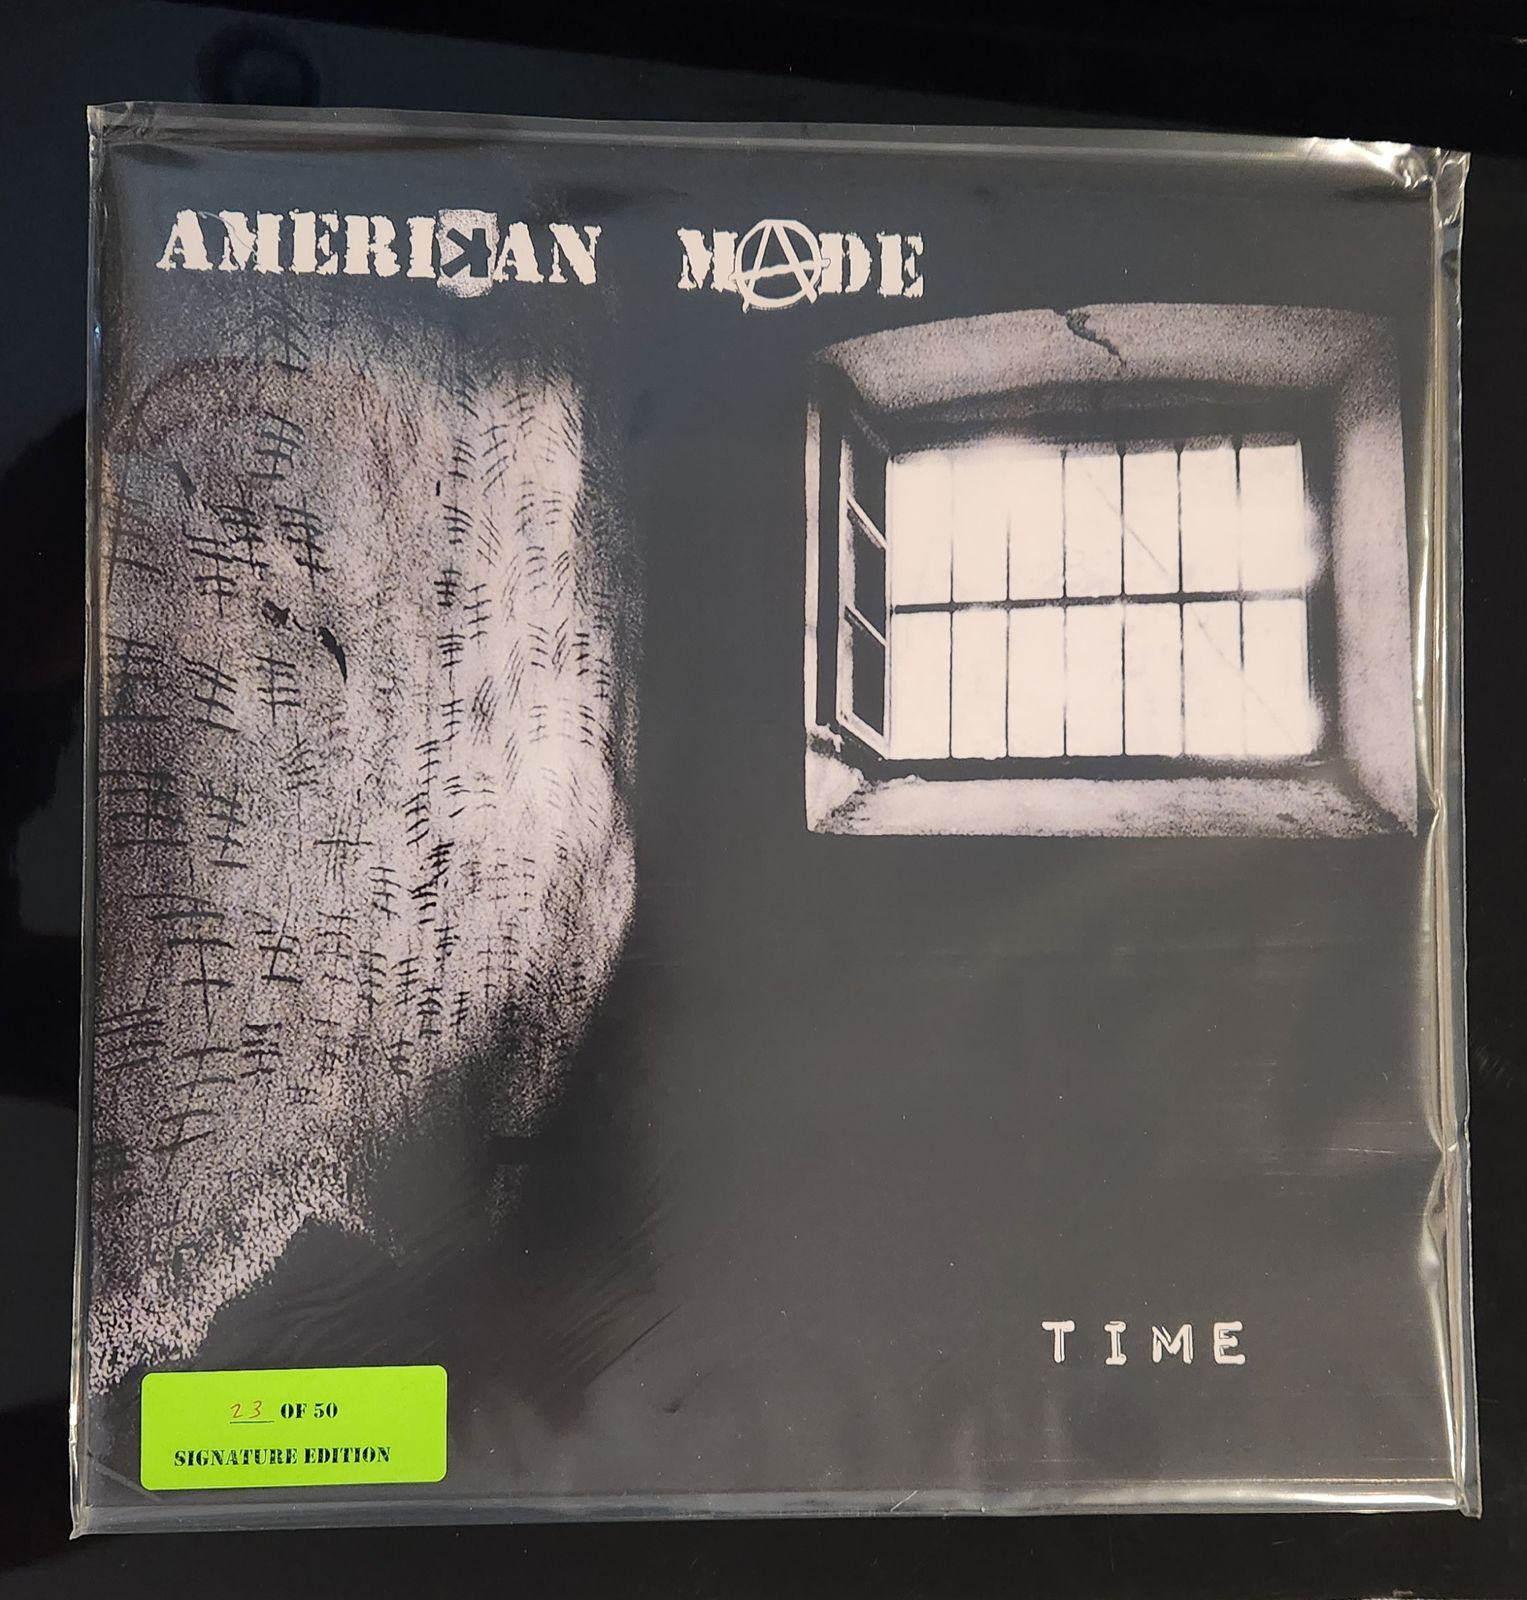 AMERIKAN MADE
TIME
23 OF 50
SIGNATURE EDITION